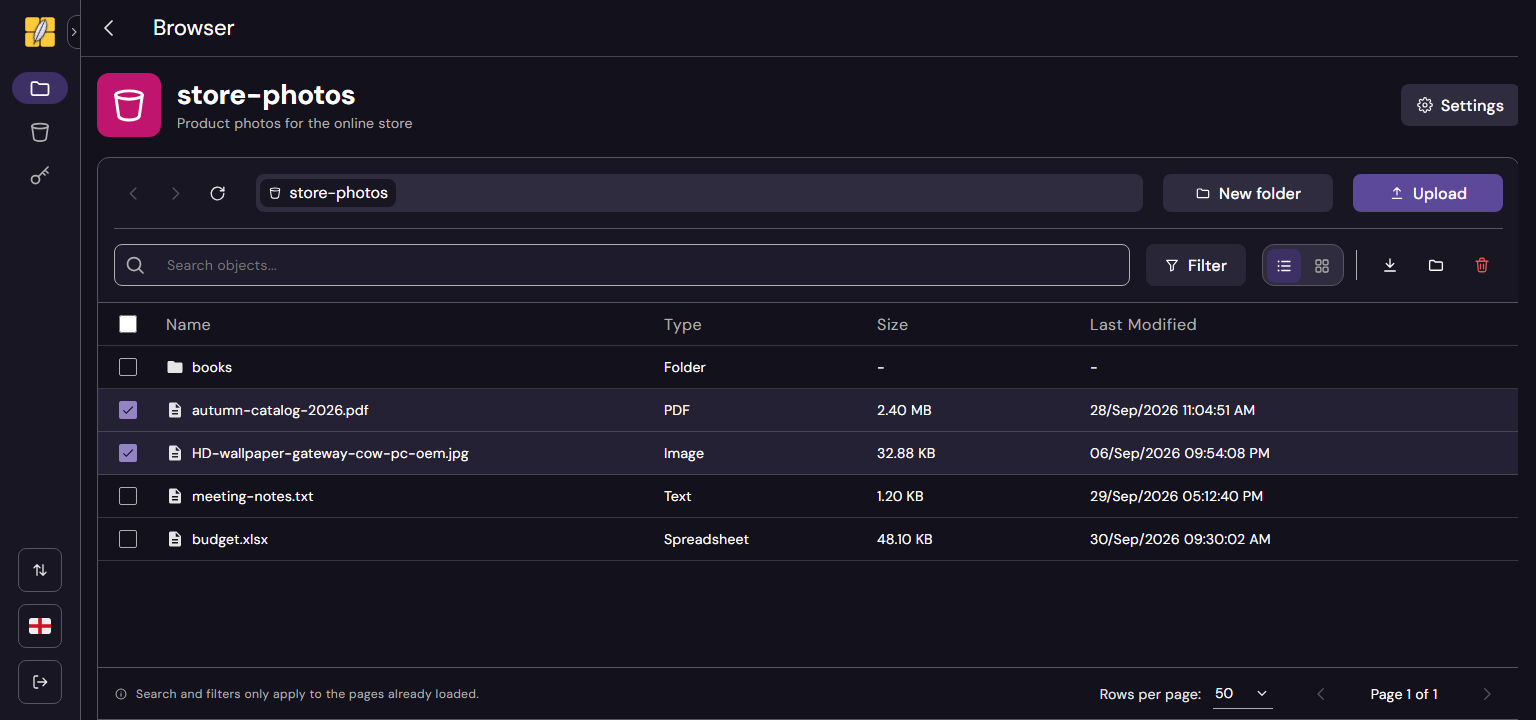 Browser
store-photos
Product photos for the online store
Settings
store-photos
New folder
Upload
Search objects...
Filter
Name Type Size Last Modified
books Folder - -
autumn-catalog-2026.pdf PDF 2.40 MB 28/Sep/2026 11:04:51 AM
HD-wallpaper-gateway-cow-pc-oem.jpg Image 32.88 KB 06/Sep/2026 09:54:08 PM
meeting-notes.txt Text 1.20 KB 29/Sep/2026 05:12:40 PM
budget.xlsx Spreadsheet 48.10 KB 30/Sep/2026 09:30:02 AM
Search and filters only apply to the pages already loaded. Rows per page: 50 Page 1 of 1